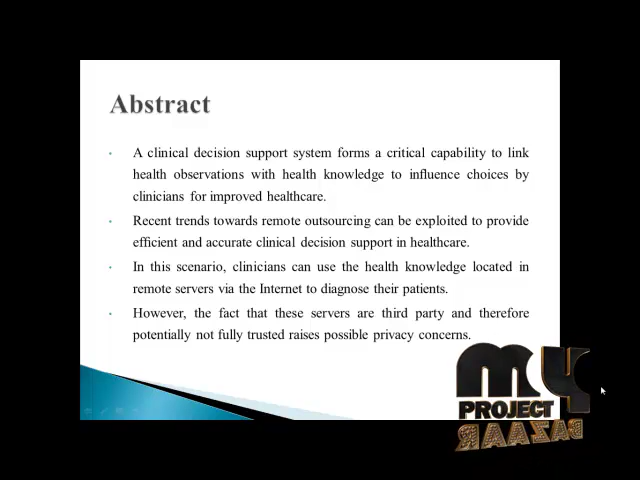 Abstract
• A clinical decision support system forms a critical capability to link
health observations with health knowledge to influence choices by
clinicians for improved healthcare.
• Recent trends towards remote outsourcing can be exploited to provide
efficient and accurate clinical decision support in healthcare.
• In this scenario, clinicians can use the health knowledge located in
remote servers via the Internet to diagnose their patients.
• However, the fact that these servers are third party and therefore
potentially not fully trusted raises possible privacy concerns.
my
PROJECT
BAZAAR